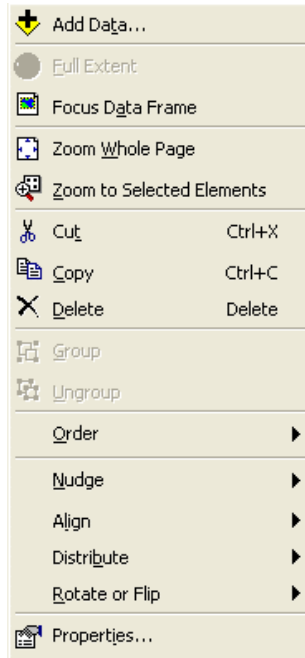 Add Data...
Full Extent
Focus Data Frame
Zoom Whole Page
Zoom to Selected Elements
Cut Ctrl+X
Copy Ctrl+C
Delete Delete
Group
Ungroup
Order
Nudge
Align
Distribute
Rotate or Flip
Properties...